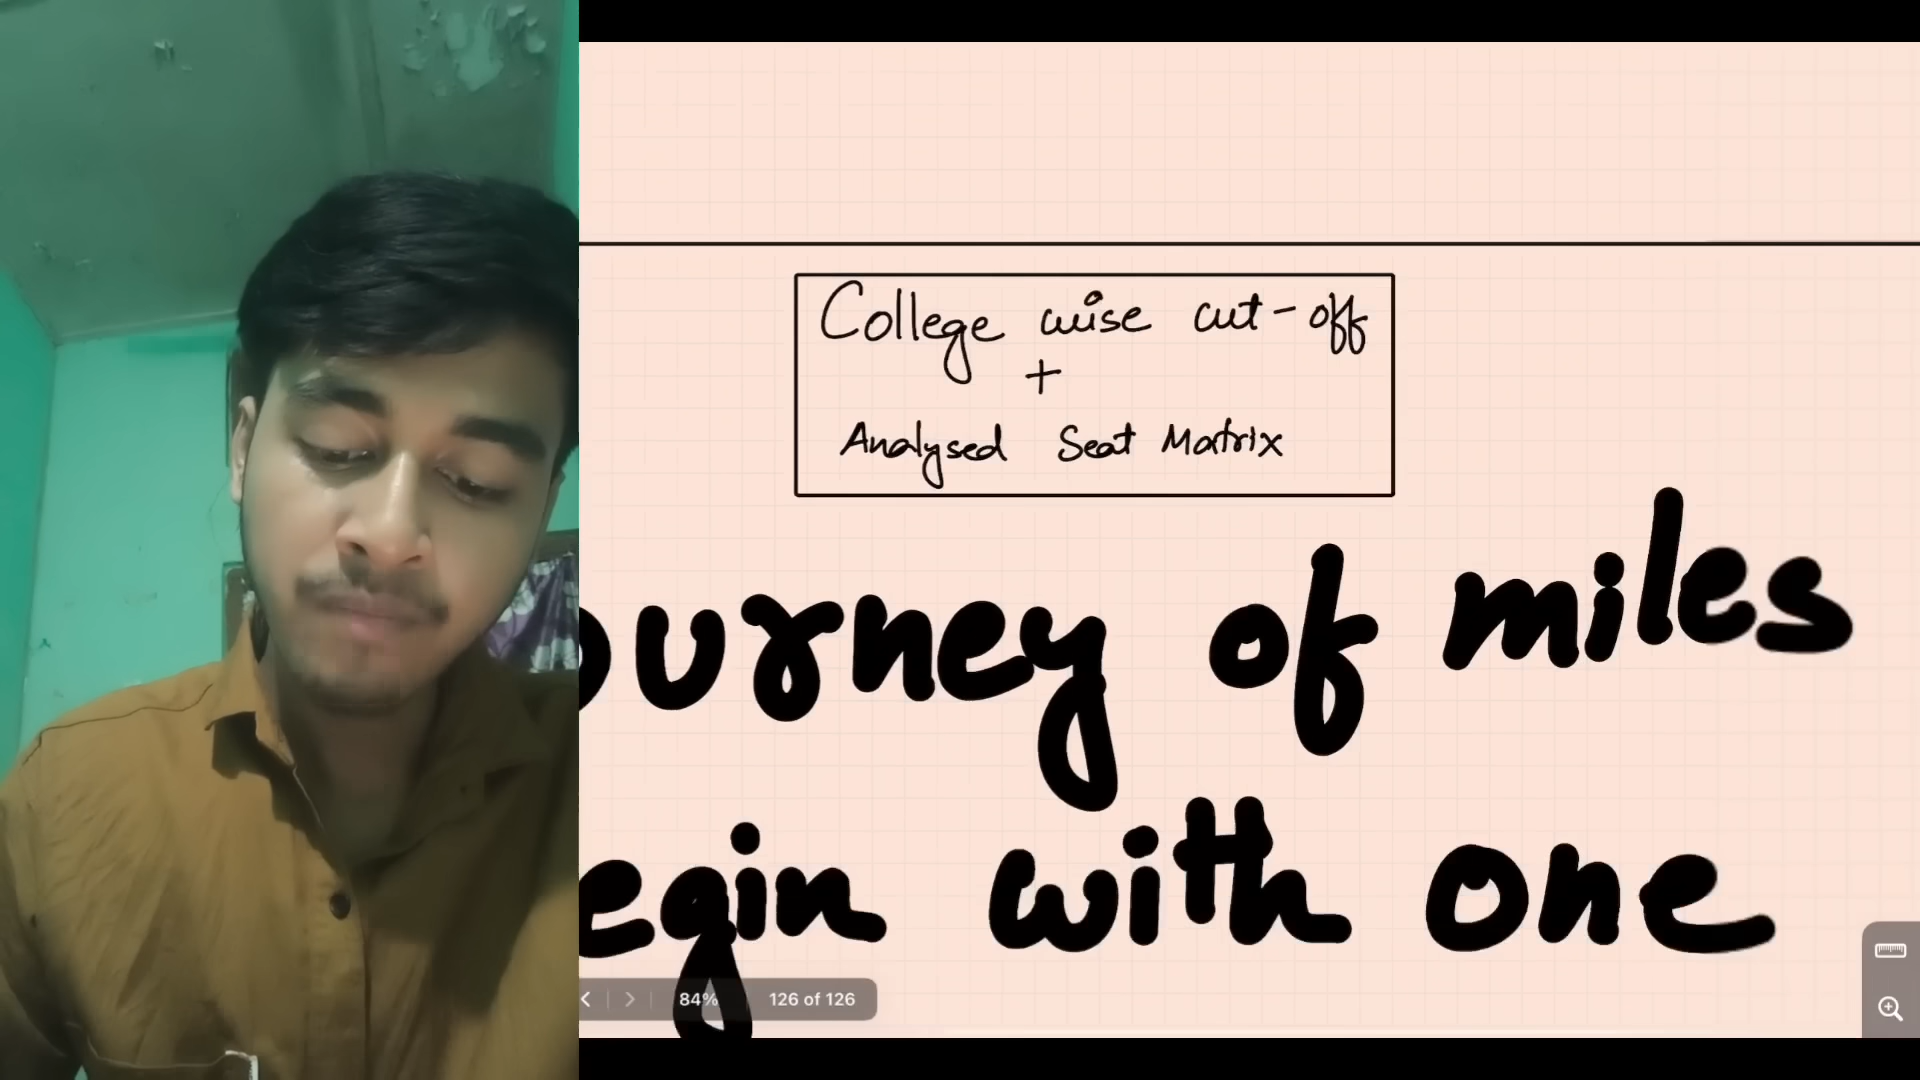 College wise cut-off
+
Analysed Seat Matrix
ourney of miles
egin with one
84% 126 of 126